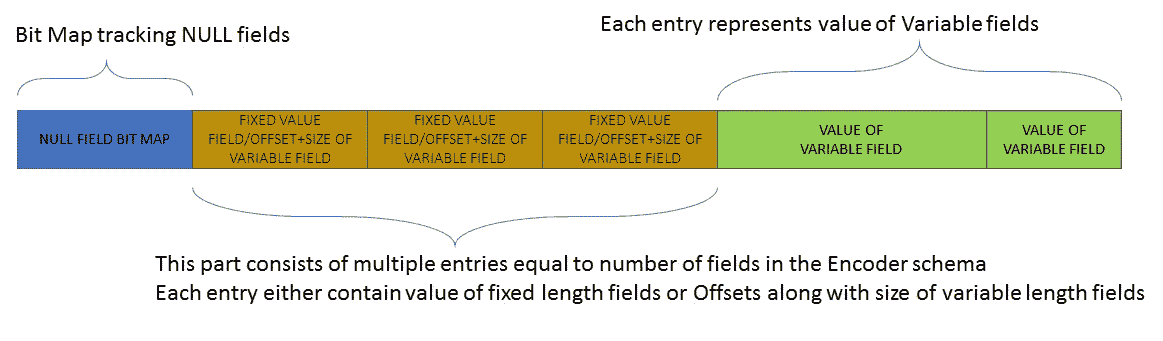 Each entry represents value of Variable fields
Bit Map tracking NULL fields
NULL FIELD BIT MAP
FIXED VALUE
FIELD/OFFSET+SIZE OF
VARIABLE FIELD
FIXED VALUE
FIELD/OFFSET+SIZE OF
VARIABLE FIELD
FIXED VALUE
FIELD/OFFSET+SIZE OF
VARIABLE FIELD
VALUE OF
VARIABLE FIELD
VALUE OF
VARIABLE FIELD
This part consists of multiple entries equal to number of fields in the Encoder schema
Each entry either contain value of fixed length fields or Offsets along with size of variable length fields